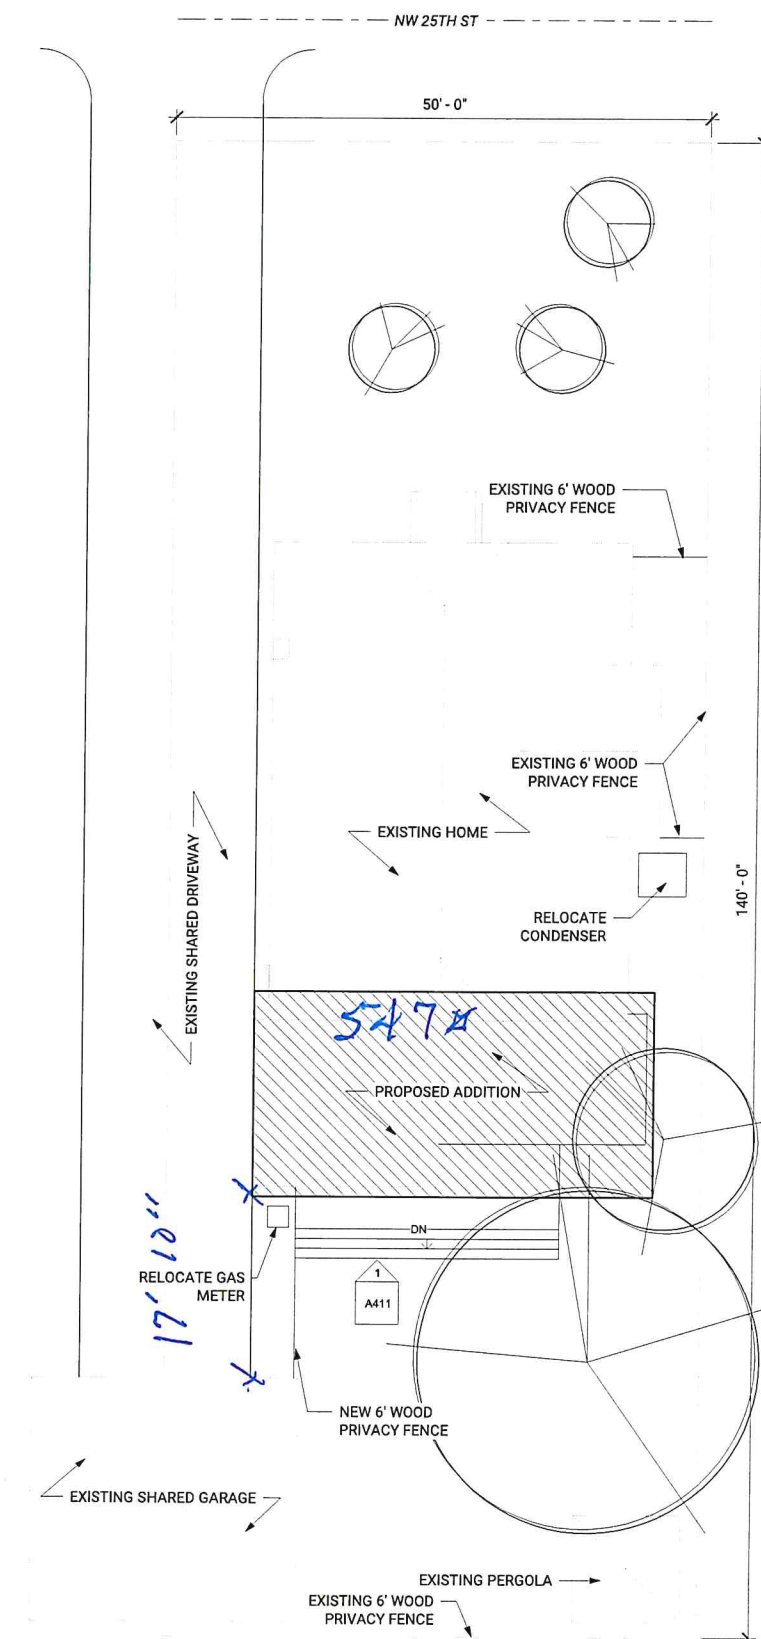 NW 25TH ST
50' - 0"
EXISTING 6' WOOD
PRIVACY FENCE
EXISTING 6' WOOD
PRIVACY FENCE
EXISTING HOME
EXISTING SHARED DRIVEWAY
140' - 0"
RELOCATE
CONDENSER
547
PROPOSED ADDITION
DN
17' 10"
RELOCATE GAS
METER
1
A411
NEW 6' WOOD
PRIVACY FENCE
EXISTING SHARED GARAGE
EXISTING PERGOLA
EXISTING 6' WOOD
PRIVACY FENCE